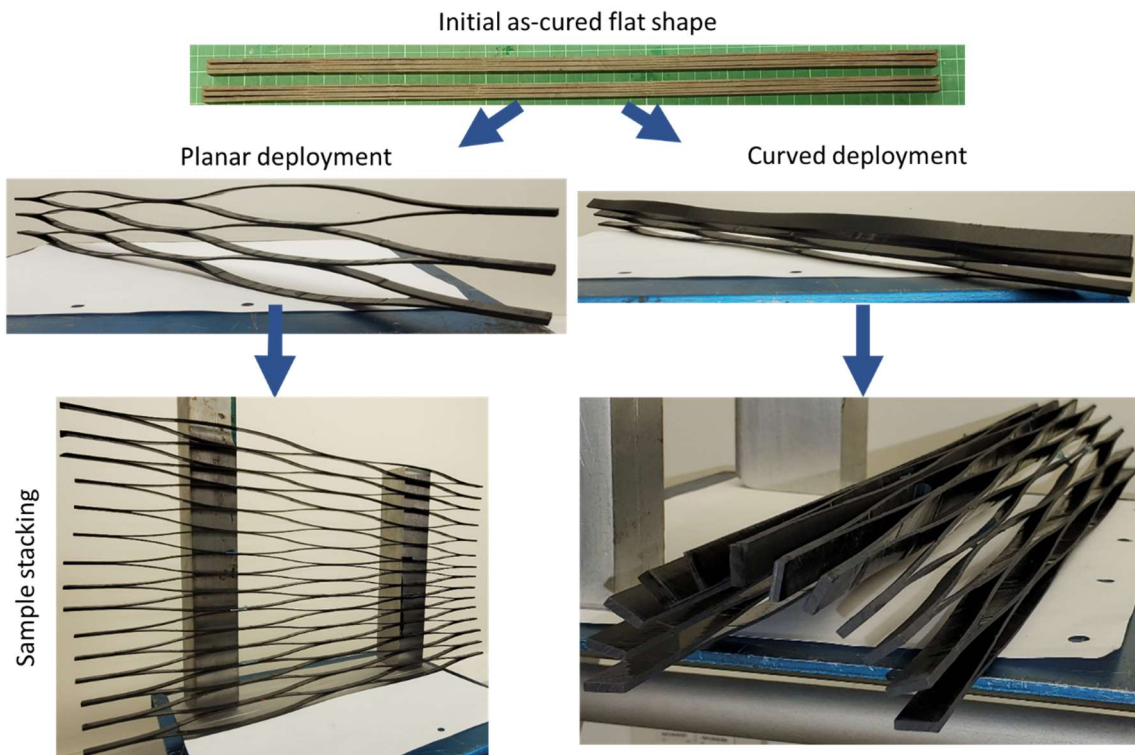 Initial as-cured flat shape
Planar deployment
Curved deployment
Sample stacking